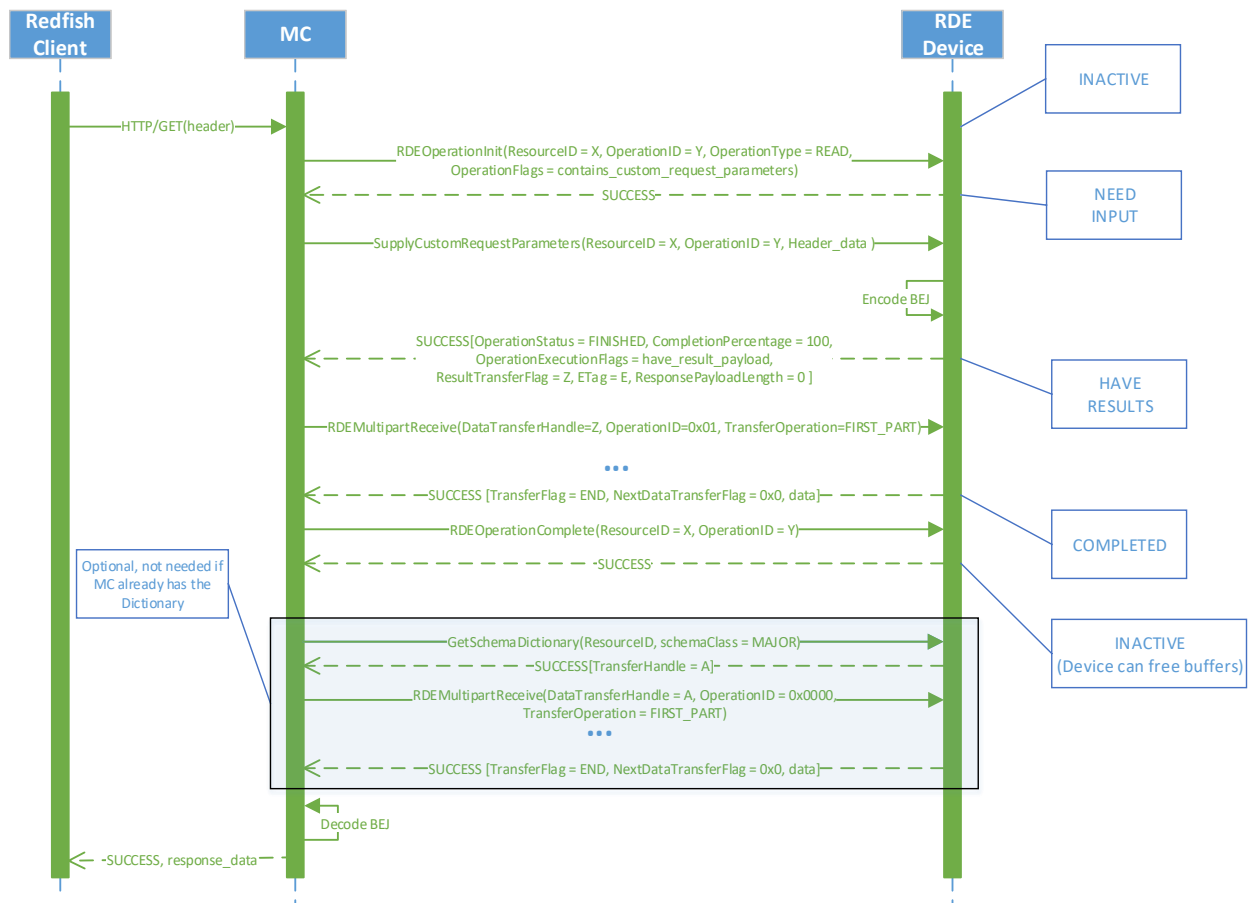 Redfish
Client
MC
RDE
Device
INACTIVE
HTTP/GET(header)
RDEOperationInit(ResourceID = X, OperationID = Y, OperationType = READ,
OperationFlags = contains_custom_request_parameters)
SUCCESS
NEED
INPUT
SupplyCustomRequestParameters(ResourceID = X, OperationID = Y, Header_data )
Encode BEJ
SUCCESS[OperationStatus = FINISHED, CompletionPercentage = 100,
OperationExecutionFlags = have_result_payload,
ResultTransferFlag = Z, ETag = E, ResponsePayloadLength = 0 ]
HAVE
RESULTS
RDEMultipartReceive(DataTransferHandle=Z, OperationID=0x01, TransferOperation=FIRST_PART)
...
SUCCESS [TransferFlag = END, NextDataTransferFlag = 0x0, data]
RDEOperationComplete(ResourceID = X, OperationID = Y)
COMPLETED
SUCCESS
Optional, not needed if
MC already has the
Dictionary
GetSchemaDictionary(ResourceID, schemaClass = MAJOR)
SUCCESS[TransferHandle = A]
INACTIVE
(Device can free buffers)
RDEMultipartReceive(DataTransferHandle = A, OperationID = 0x0000,
TransferOperation = FIRST_PART)
...
SUCCESS [TransferFlag = END, NextDataTransferFlag = 0x0, data]
Decode BEJ
SUCCESS, response_data